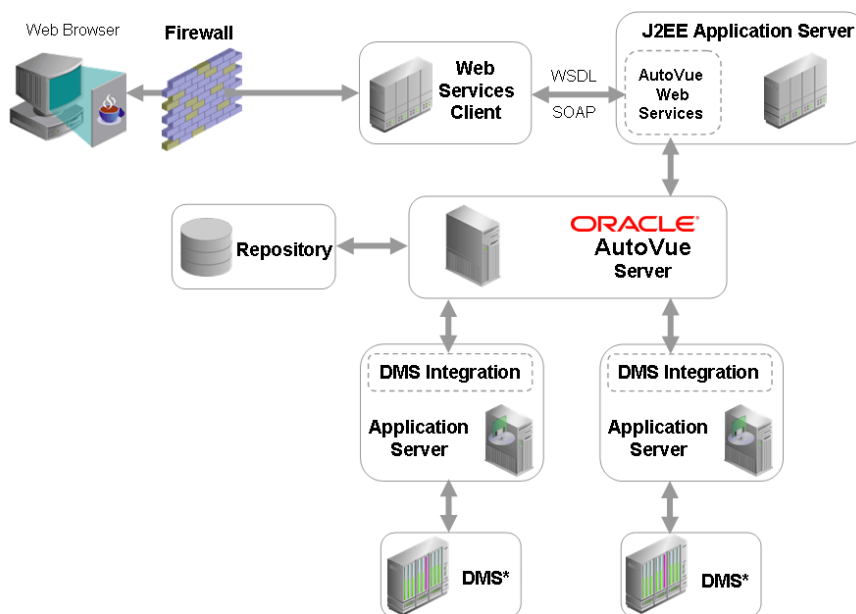 Web Browser
Firewall
J2EE Application Server
Web
Services
Client
WSDL
SOAP
AutoVue
Web
Services
Repository
ORACLE®
AutoVue
Server
DMS Integration
Application
Server
DMS Integration
Application
Server
DMS*
DMS*